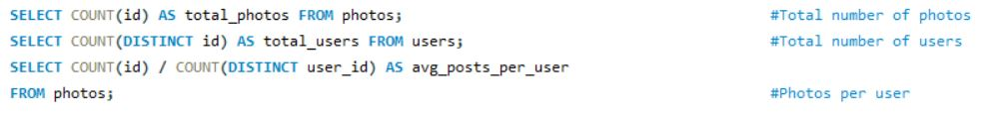 SELECT COUNT(id) AS total_photos FROM photos; #Total number of photos
SELECT COUNT(DISTINCT id) AS total_users FROM users; #Total number of users
SELECT COUNT(id) / COUNT(DISTINCT user_id) AS avg_posts_per_user
FROM photos; #Photos per user